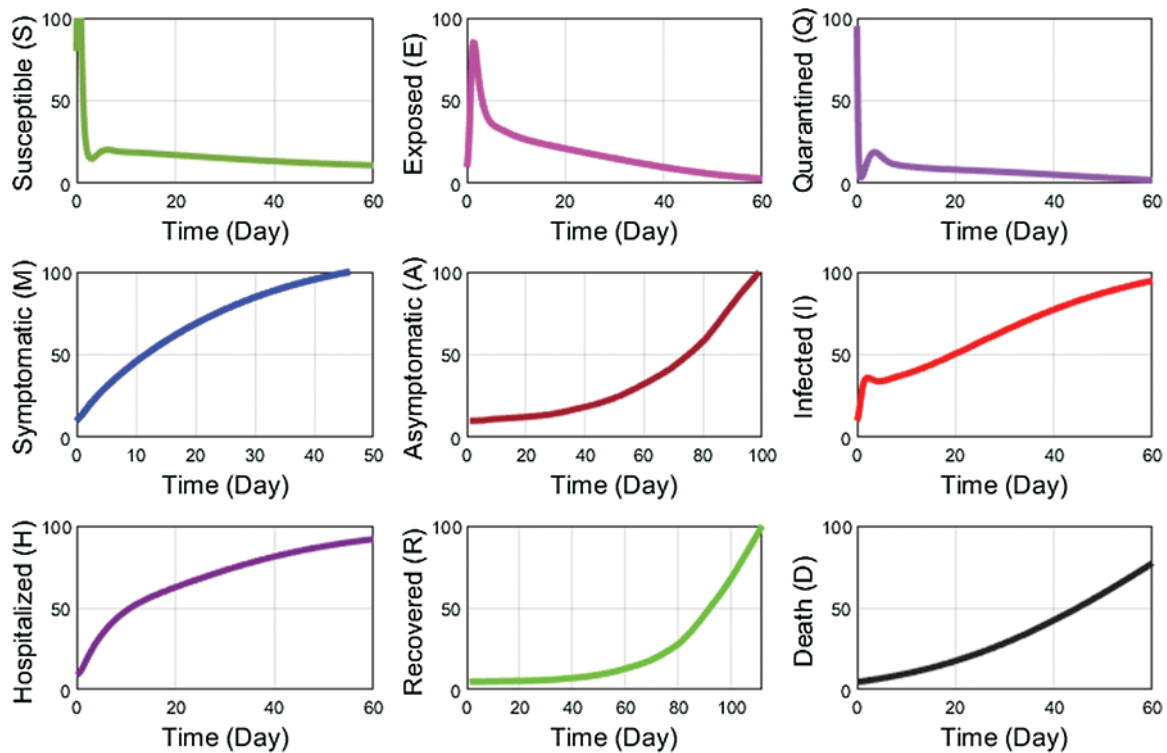 Susceptible (S)
100
50
0
0 20 40 60
Time (Day)
Exposed (E)
100
50
0
0 20 40 60
Time (Day)
Quarantined (Q)
100
50
0
0 20 40 60
Time (Day)
Symptomatic (M)
100
50
0
0 10 20 30 40 50
Time (Day)
Asymptomatic (A)
100
50
0
0 20 40 60 80 100
Time (Day)
Infected (I)
100
50
0
0 20 40 60
Time (Day)
Hospitalized (H)
100
50
0
0 20 40 60
Time (Day)
Recovered (R)
100
50
0
0 20 40 60 80 100
Time (Day)
Death (D)
100
50
0
0 20 40 60
Time (Day)